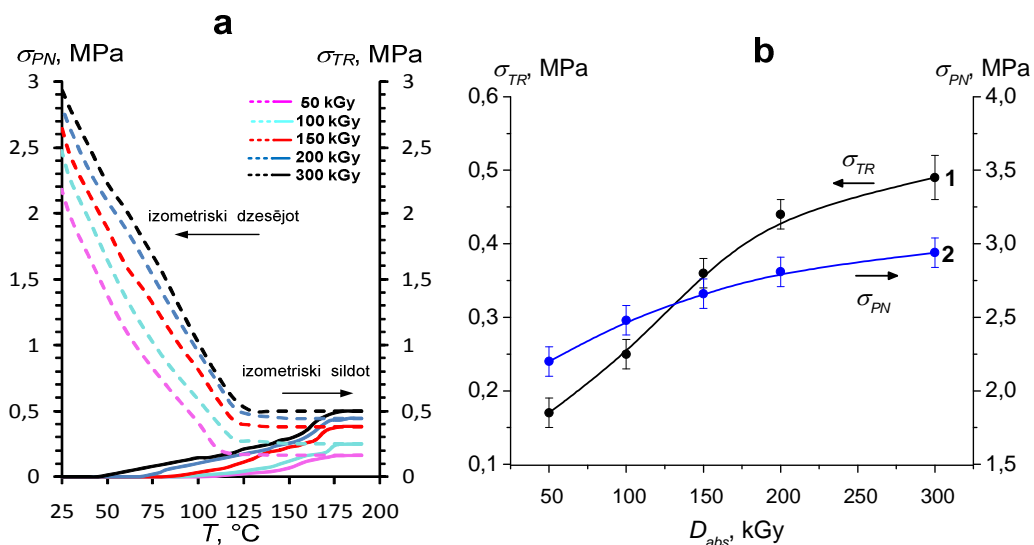 a
σPN, MPa
σTR, MPa
3
2,5
2
1,5
1
0,5
0
3
2,5
2
1,5
1
0,5
0
50 kGy
100 kGy
150 kGy
200 kGy
300 kGy
izometriski dzesējot
izometriski sildot
25 50 75 100 125 150 175 200
T, °C
b
σTR, MPa
σPN, MPa
0,6
0,5
0,4
0,3
0,2
0,1
4,0
3,5
3,0
2,5
2,0
1,5
σTR
1
2
σPN
50 100 150 200 250 300
Dabs, kGy